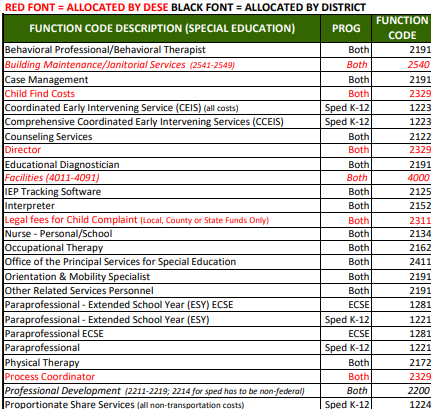 RED FONT = ALLOCATED BY DESE BLACK FONT = ALLOCATED BY DISTRICT
FUNCTION CODE DESCRIPTION (SPECIAL EDUCATION) PROG FUNCTION CODE
Behavioral Professional/Behavioral Therapist Both 2191
Building Maintenance/Janitorial Services (2541-2549) Both 2540
Case Management Both 2191
Child Find Costs Both 2329
Coordinated Early Intervening Service (CEIS) (all costs) Sped K-12 1223
Comprehensive Coordinated Early Intervening Services (CCEIS) Sped K-12 1223
Counseling Services Both 2122
Director Both 2329
Educational Diagnostician Both 2191
Facilities (4011-4091) Both 4000
IEP Tracking Software Both 2125
Interpreter Both 2152
Legal fees for Child Complaint (Local, County or State Funds Only) Both 2311
Nurse - Personal/School Both 2134
Occupational Therapy Both 2162
Office of the Principal Services for Special Education Both 2411
Orientation & Mobility Specialist Both 2191
Other Related Services Personnel Both 2191
Paraprofessional - Extended School Year (ESY) ECSE ECSE 1281
Paraprofessional - Extended School Year (ESY) Sped K-12 1221
Paraprofessional ECSE ECSE 1281
Paraprofessional Sped K-12 1221
Physical Therapy Both 2172
Process Coordinator Both 2329
Professional Development (2211-2219; 2214 for sped has to be non-federal) Both 2200
Proportionate Share Services (all non-transportation costs) Sped K-12 1224